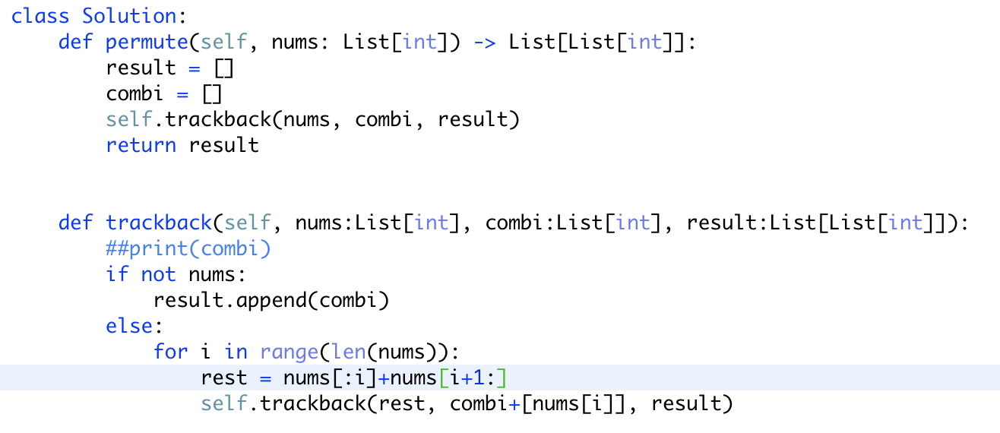 class Solution:
    def permute(self, nums: List[int]) -> List[List[int]]:
        result = []
        combi = []
        self.trackback(nums, combi, result)
        return result
    def trackback(self, nums:List[int], combi:List[int], result:List[List[int]]):
        ##print(combi)
        if not nums:
            result.append(combi)
        else:
            for i in range(len(nums)):
                rest = nums[:i]+nums[i+1:]
                self.trackback(rest, combi+[nums[i]], result)